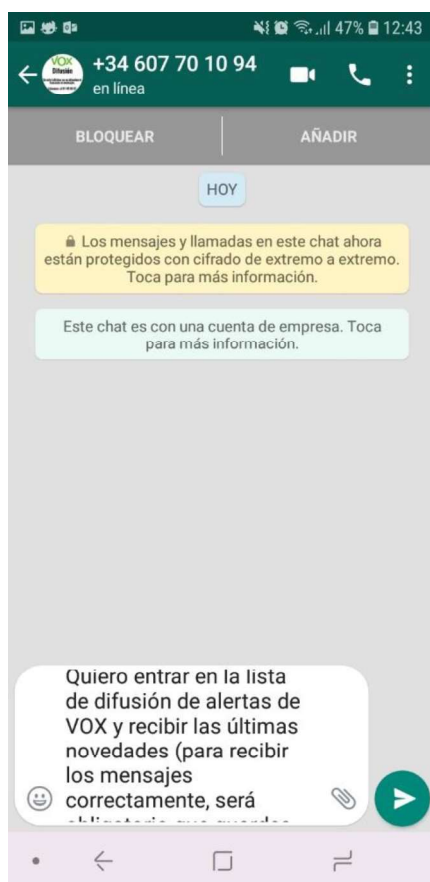 47% 12:43
VOX
Difusión
+34 607 70 10 94
en línea
BLOQUEAR AÑADIR
HOY
Los mensajes y llamadas en este chat ahora
están protegidos con cifrado de extremo a extremo.
Toca para más información.
Este chat es con una cuenta de empresa. Toca
para más información.
Quiero entrar en la lista
de difusión de alertas de
VOX y recibir las últimas
novedades (para recibir
los mensajes
correctamente, será